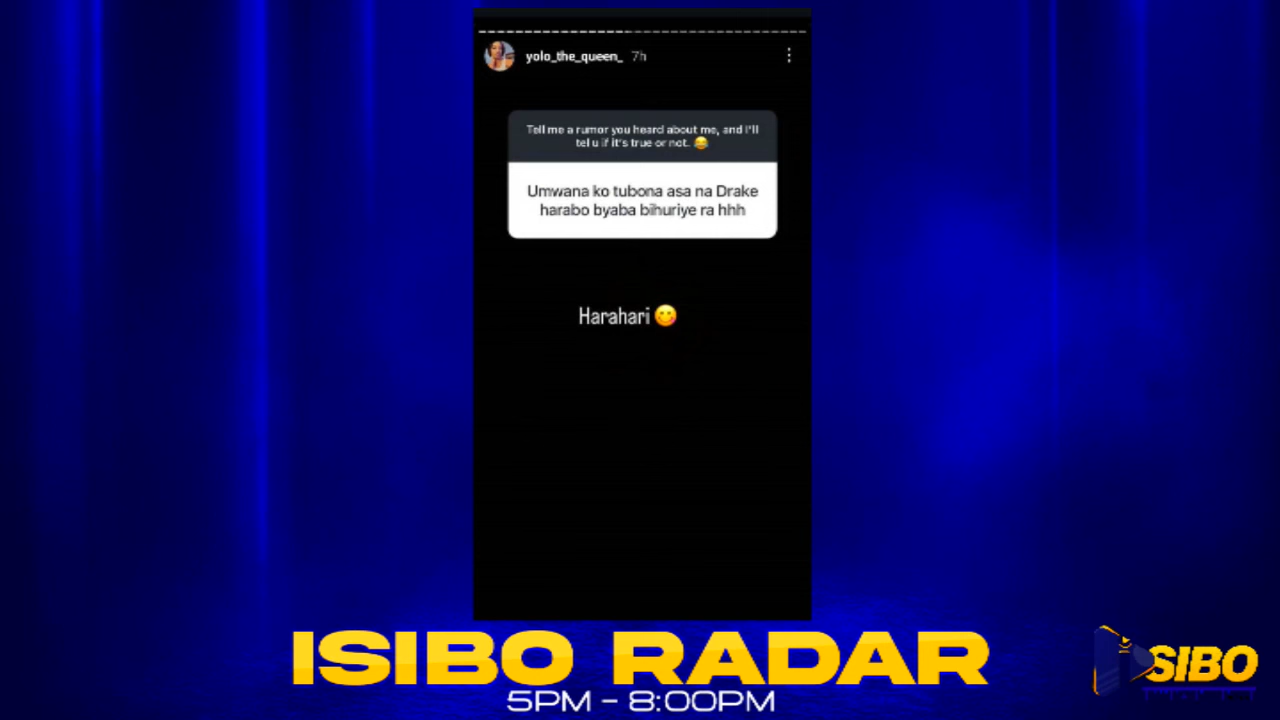 yolo_the_queen_ 7h
Tell me a rumor you heard about me, and I'll
tel u if it's true or not. 😂
Umwana ko tubona asa na Drake
harabo byaba bihuriye ra hhh
Harahari 😋
ISIBO RADAR
5PM - 8:00PM
SIBO